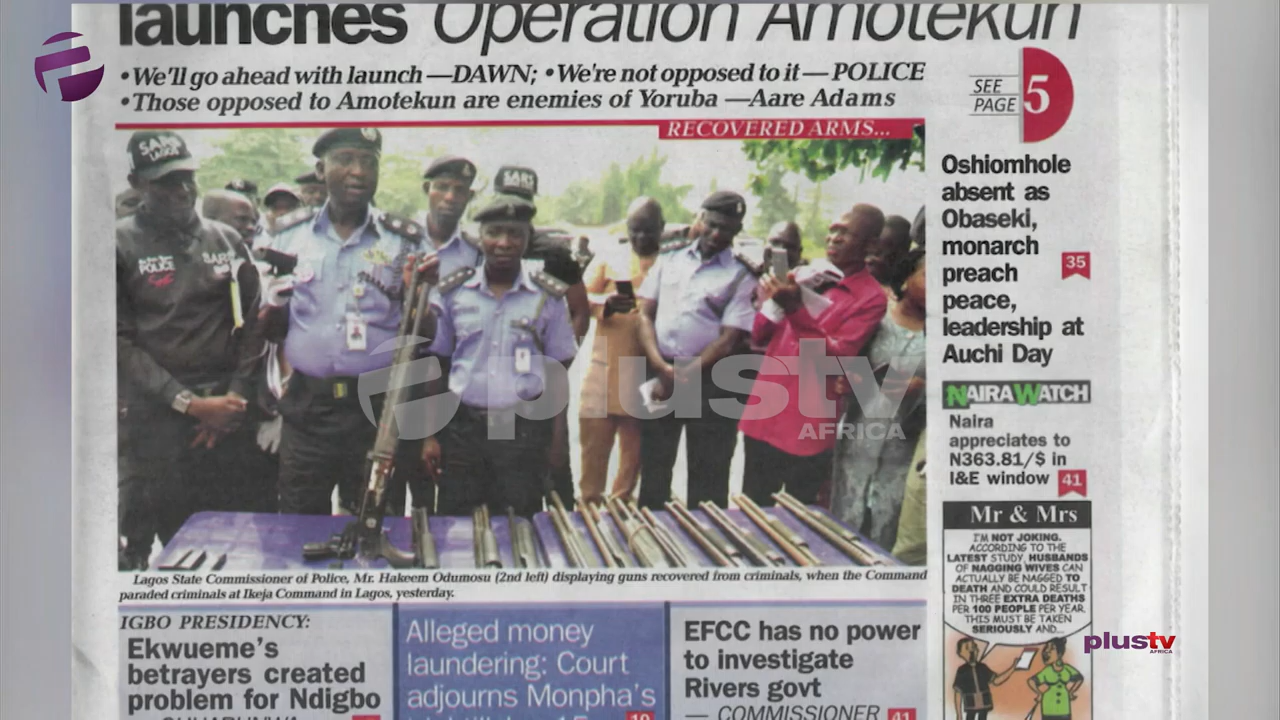 launches Operation Amotekun
•We'll go ahead with launch —DAWN; •We're not opposed to it — POLICE
•Those opposed to Amotekun are enemies of Yoruba —Aare Adams
SEE
PAGE 5
RECOVERED ARMS...
SARS
LAGOS
SARS
POLICE
SARS
Oshiomhole
absent as
Obaseki,
monarch
preach
peace,
leadership at
Auchi Day
35
plustv
AFRICA
NAIRAWATCH
Naira
appreciates to
N363.81/$ in
I&E window
41
Mr & Mrs
I'M NOT JOKING.
ACCORDING TO THE
LATEST STUDY, HUSBANDS
OF NAGGING WIVES CAN
ACTUALLY BE NAGGED TO
DEATH AND COULD RESULT
IN THREE EXTRA DEATHS
PER 100 PEOPLE PER YEAR.
THIS MUST BE TAKEN
SERIOUSLY AND...
Lagos State Commissioner of Police, Mr. Hakeem Odumosu (2nd left) displaying guns recovered from criminals, when the Command
paraded criminals at Ikeja Command in Lagos, yesterday.
IGBO PRESIDENCY:
Ekwueme's
betrayers created
problem for Ndigbo
Alleged money
laundering: Court
adjourns Monpha's
19
EFCC has no power
to investigate
Rivers govt
— COMMISSIONER
41
plustv
AFRICA